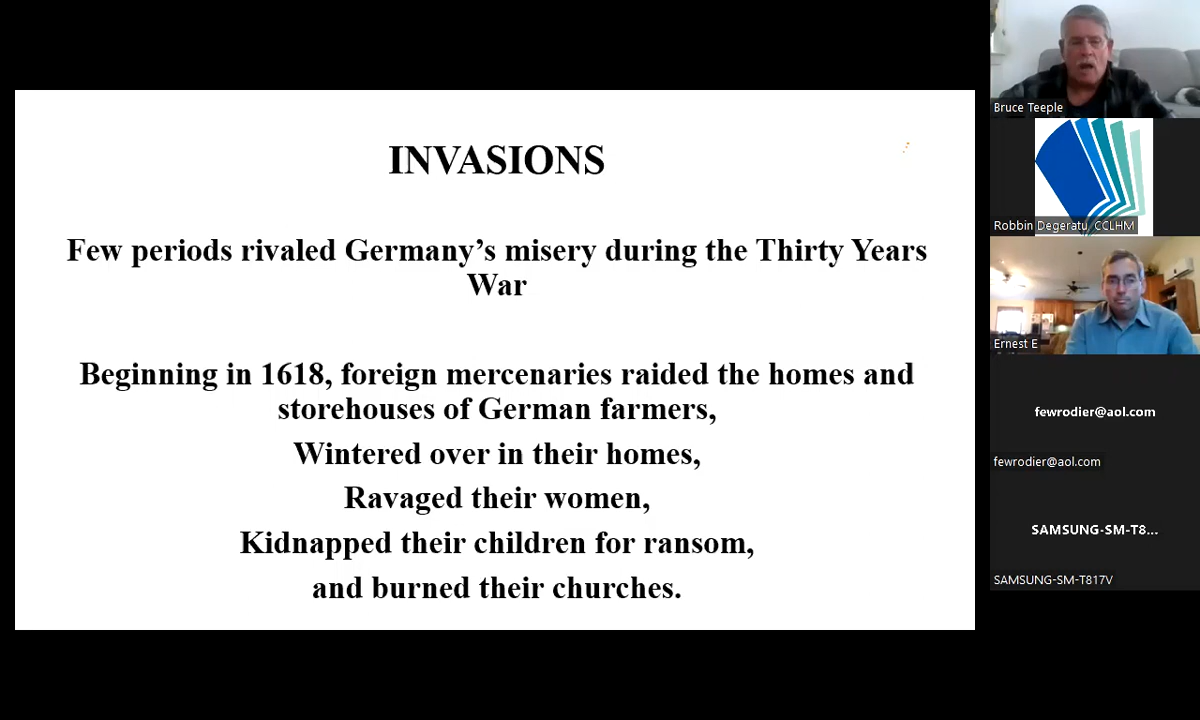 INVASIONS
Few periods rivaled Germany’s misery during the Thirty Years
War
Beginning in 1618, foreign mercenaries raided the homes and
storehouses of German farmers,
Wintered over in their homes,
Ravaged their women,
Kidnapped their children for ransom,
and burned their churches.
Bruce Teeple
Robbin Degeratu, CCLHM
Ernest E
fewrodier@aol.com
fewrodier@aol.com
SAMSUNG-SM-T8...
SAMSUNG-SM-T817V